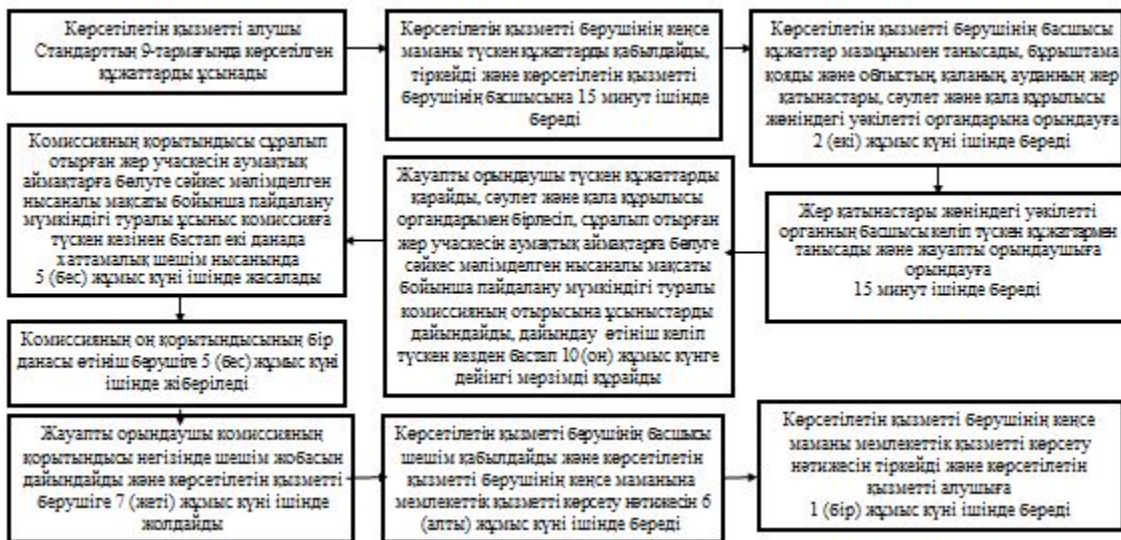 Көрсетілетін қызметті алушы
Стандарттың 9-тармағында көрсетілген
құжаттарды ұсынады
Көрсетілетін қызметті берушінің кеңсе
маманы түскен құжаттарды қабылдайды,
тіркейді және көрсетілетін қызметті
берушінің басшысына 15 минут ішінде
береді
Көрсетілетін қызметті берушінің басшысы
құжаттар мазмұнымен танысады, бұрыштама
қояды және облыстың, қаланың, ауданның жер
қатынастары, сәулет және қала құрылысы
жөніндегі уәкілетті органдарына орындауға
2 (екі) жұмыс күні ішінде береді
Жер қатынастары жөніндегі уәкілетті
органның басшысы келіп түскен құжаттармен
танысады және жауапты орындаушыға
орындауға
15 минут ішінде береді
Жауапты орындаушы түскен құжаттарды
қарайды, сәулет және қала құрылысы
органдарымен бірлесіп, сұралып отырған
жер учаскесін аумақтық аймақтарға бөлуге
сәйкес мәлімделген нысаналы мақсаты
бойынша пайдалану мүмкіндігі туралы
комиссияның отырысына ұсыныстарды
дайындайды, дайындау өтініш келіп
түскен кезден бастап 10 (он) жұмыс күнге
дейінгі мерзімді құрайды
Комиссияның қорытындысы сұралып
отырған жер учаскесін аумақтық
аймақтарға бөлуге сәйкес мәлімделген
нысаналы мақсаты бойынша пайдалану
мүмкіндігі туралы ұсыныс комиссияға
түскен кезінен бастап екі данада
хаттамалық шешім нысанында
5 (бес) жұмыс күні ішінде жасалады
Комиссияның оң қорытындысының бір
данасы өтініш берушіге 5 (бес) жұмыс күні
ішінде жіберіледі
Жауапты орындаушы комиссияның
қорытындысы негізінде шешім жобасын
дайындайды және көрсетілетін қызметті
берушіге 7 (жеті) жұмыс күні ішінде
жолдайды
Көрсетілетін қызметті берушінің басшысы
шешім қабылдайды және көрсетілетін
қызметті берушінің кеңсе маманына
мемлекеттік қызметті көрсету нәтижесін 6
(алты) жұмыс күні ішінде береді
Көрсетілетін қызметті берушінің кеңсе
маманы мемлекеттік қызметті көрсету
нәтижесін тіркейді және көрсетілетін
қызметті алушыға
1 (бір) жұмыс күні ішінде береді